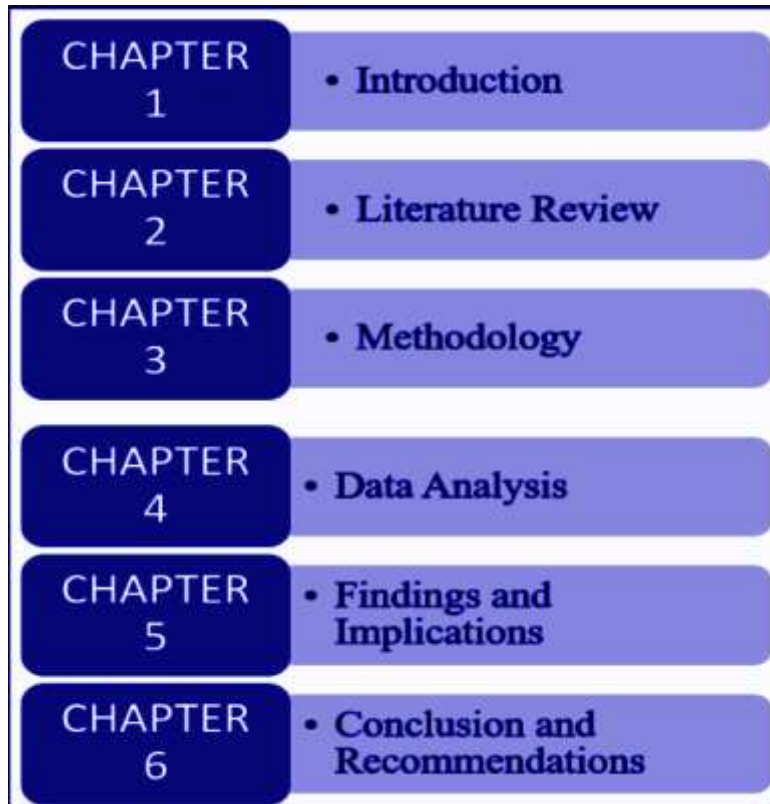 CHAPTER
1
• Introduction
CHAPTER
2
• Literature Review
CHAPTER
3
• Methodology
CHAPTER
4
• Data Analysis
CHAPTER
5
• Findings and
Implications
CHAPTER
6
• Conclusion and
Recommendations